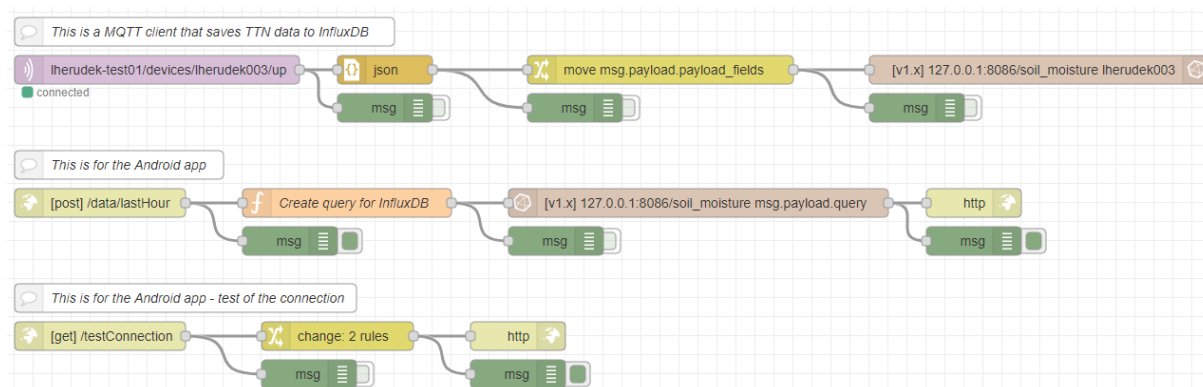 This is a MQTT client that saves TTN data to InfluxDB
lherudek-test01/devices/lherudek003/up
json
move msg.payload.payload_fields
[v1.x] 127.0.0.1:8086/soil_moisture lherudek003
connected
msg
msg
msg
This is for the Android app
[post] /data/lastHour
Create query for InfluxDB
[v1.x] 127.0.0.1:8086/soil_moisture msg.payload.query
http
msg
msg
msg
This is for the Android app - test of the connection
[get] /testConnection
change: 2 rules
http
msg
msg